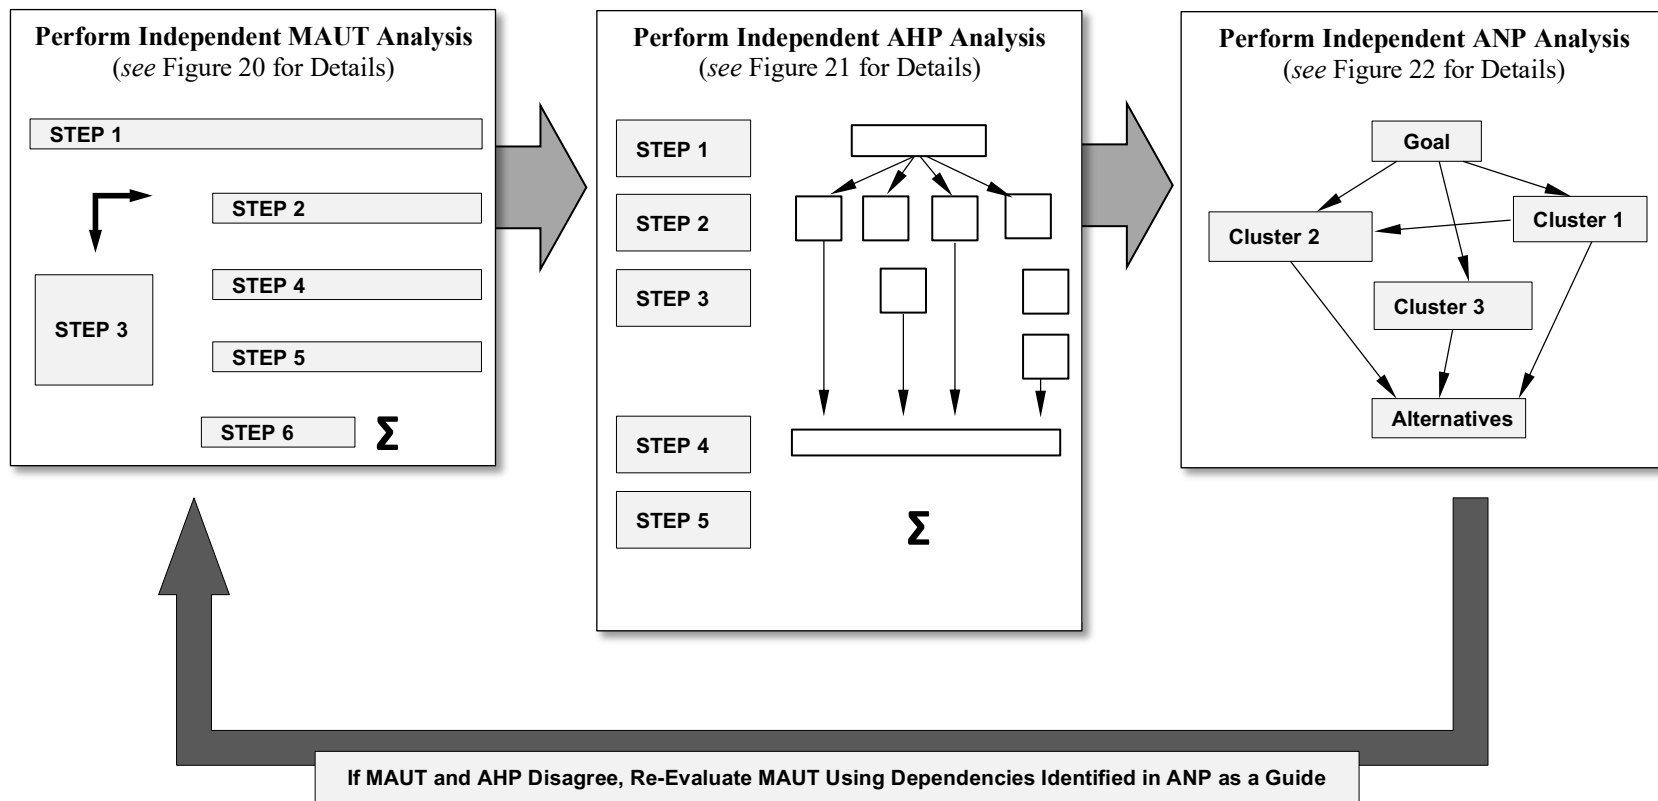 Perform Independent MAUT Analysis
(see Figure 20 for Details)
STEP 1
STEP 2
STEP 3
STEP 4
STEP 5
STEP 6
Σ
Perform Independent AHP Analysis
(see Figure 21 for Details)
STEP 1
STEP 2
STEP 3
STEP 4
STEP 5
Σ
Perform Independent ANP Analysis
(see Figure 22 for Details)
Goal
Cluster 1
Cluster 2
Cluster 3
Alternatives
If MAUT and AHP Disagree, Re-Evaluate MAUT Using Dependencies Identified in ANP as a Guide